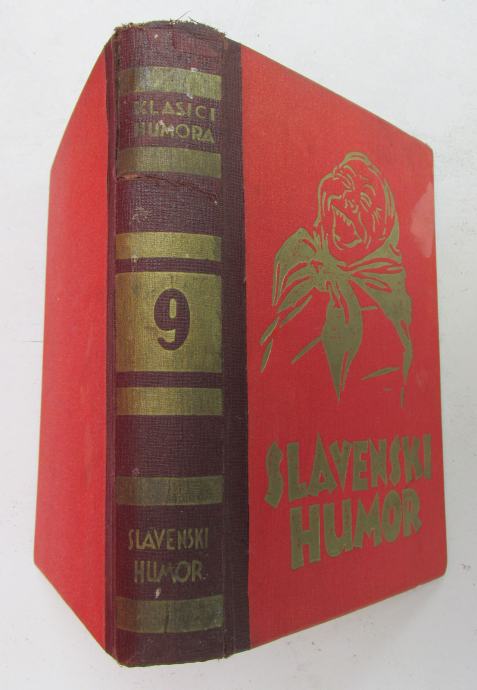 KLASICI
HUMORA
9
SLAVENSKI
HUMOR
SLAVENSKI
HUMOR